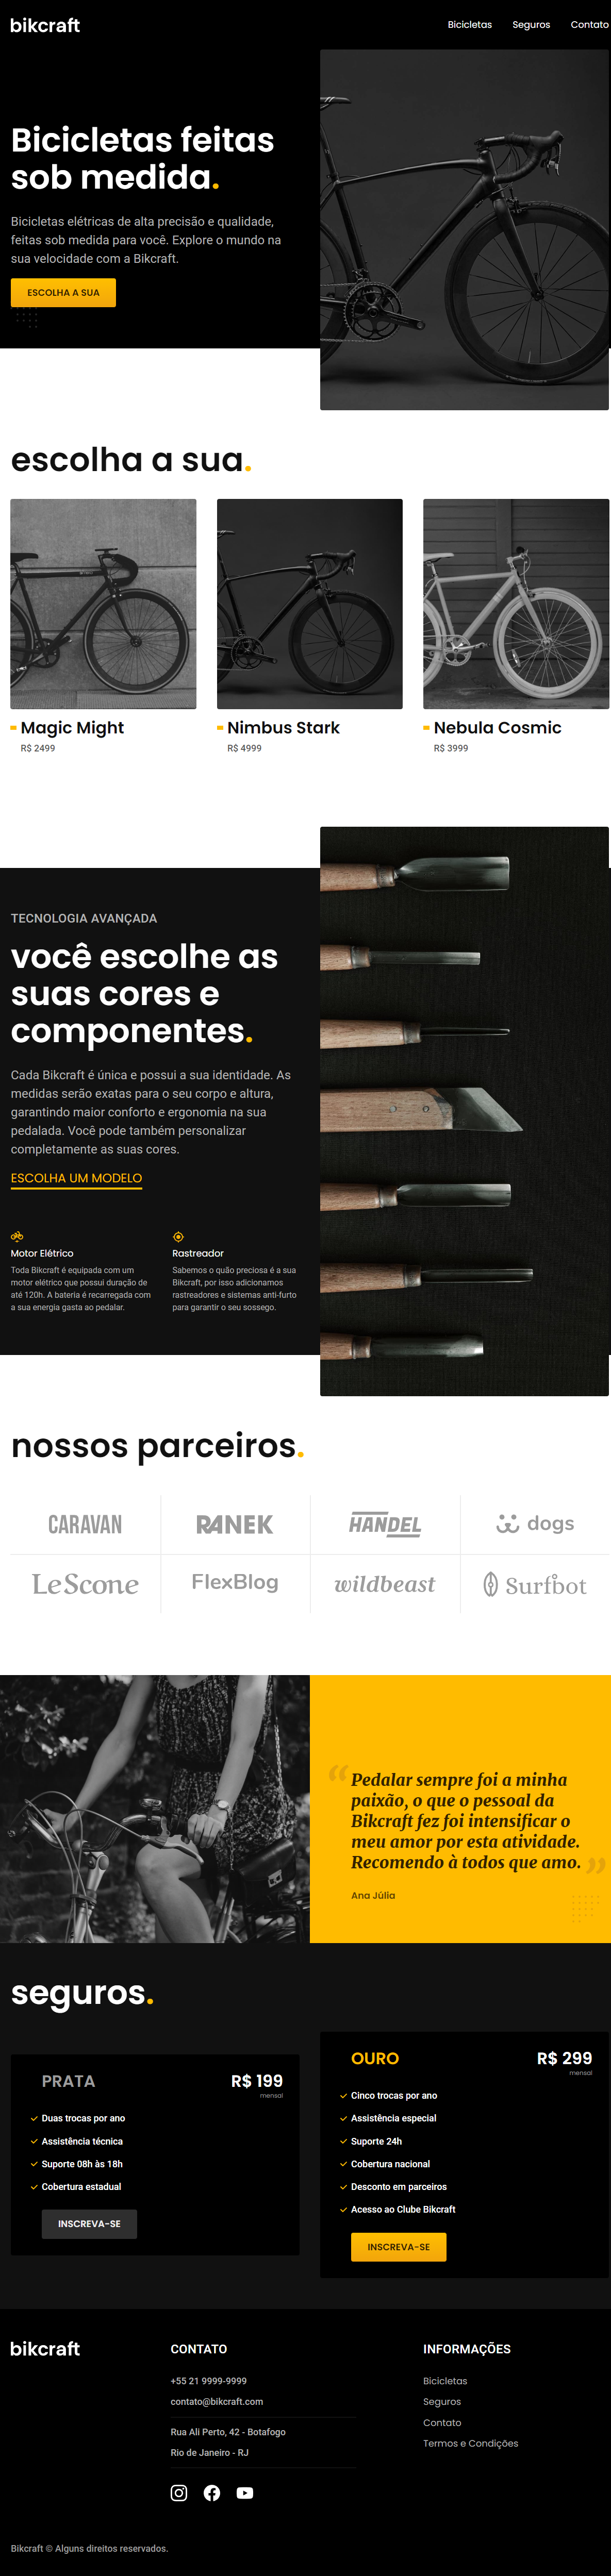 bikcraft
Bicicletas
Seguros
Contato
Bicicletas feitas
sob medida.
Bicicletas elétricas de alta precisão e qualidade,
feitas sob medida para você. Explore o mundo na
sua velocidade com a Bikcraft.
ESCOLHA A SUA
escolha a sua.
Magic Might
R$ 2499
Nimbus Stark
R$ 4999
Nebula Cosmic
R$ 3999
TECNOLOGIA AVANÇADA
você escolhe as
suas cores e
componentes.
Cada Bikcraft é única e possui a sua identidade. As
medidas serão exatas para o seu corpo e altura,
garantindo maior conforto e ergonomia na sua
pedalada. Você pode também personalizar
completamente as suas cores.
ESCOLHA UM MODELO
Motor Elétrico
Toda Bikcraft é equipada com um
motor elétrico que possui duração de
até 120h. A bateria é recarregada com
a sua energia gasta ao pedalar.
Rastreador
Sabemos o quão preciosa é a sua
Bikcraft, por isso adicionamos
rastreadores e sistemas anti-furto
para garantir o seu sossego.
nossos parceiros.
CARAVAN
RANEK
HANDEL
dogs
LeScone
FlexBlog
wildbeast
Surfbot
“Pedalar sempre foi a minha
paixão, o que o pessoal da
Bikcraft fez foi intensificar o
meu amor por esta atividade.
Recomendo à todos que amo.”
Ana Júlia
seguros.
PRATA
R$ 199
mensal
Duas trocas por ano
Assistência técnica
Suporte 08h às 18h
Cobertura estadual
INSCREVA-SE
OURO
R$ 299
mensal
Cinco trocas por ano
Assistência especial
Suporte 24h
Cobertura nacional
Desconto em parceiros
Acesso ao Clube Bikcraft
INSCREVA-SE
bikcraft
CONTATO
+55 21 9999-9999
contato@bikcraft.com
Rua Ali Perto, 42 - Botafogo
Rio de Janeiro - RJ
INFORMAÇÕES
Bicicletas
Seguros
Contato
Termos e Condições
Bikcraft © Alguns direitos reservados.